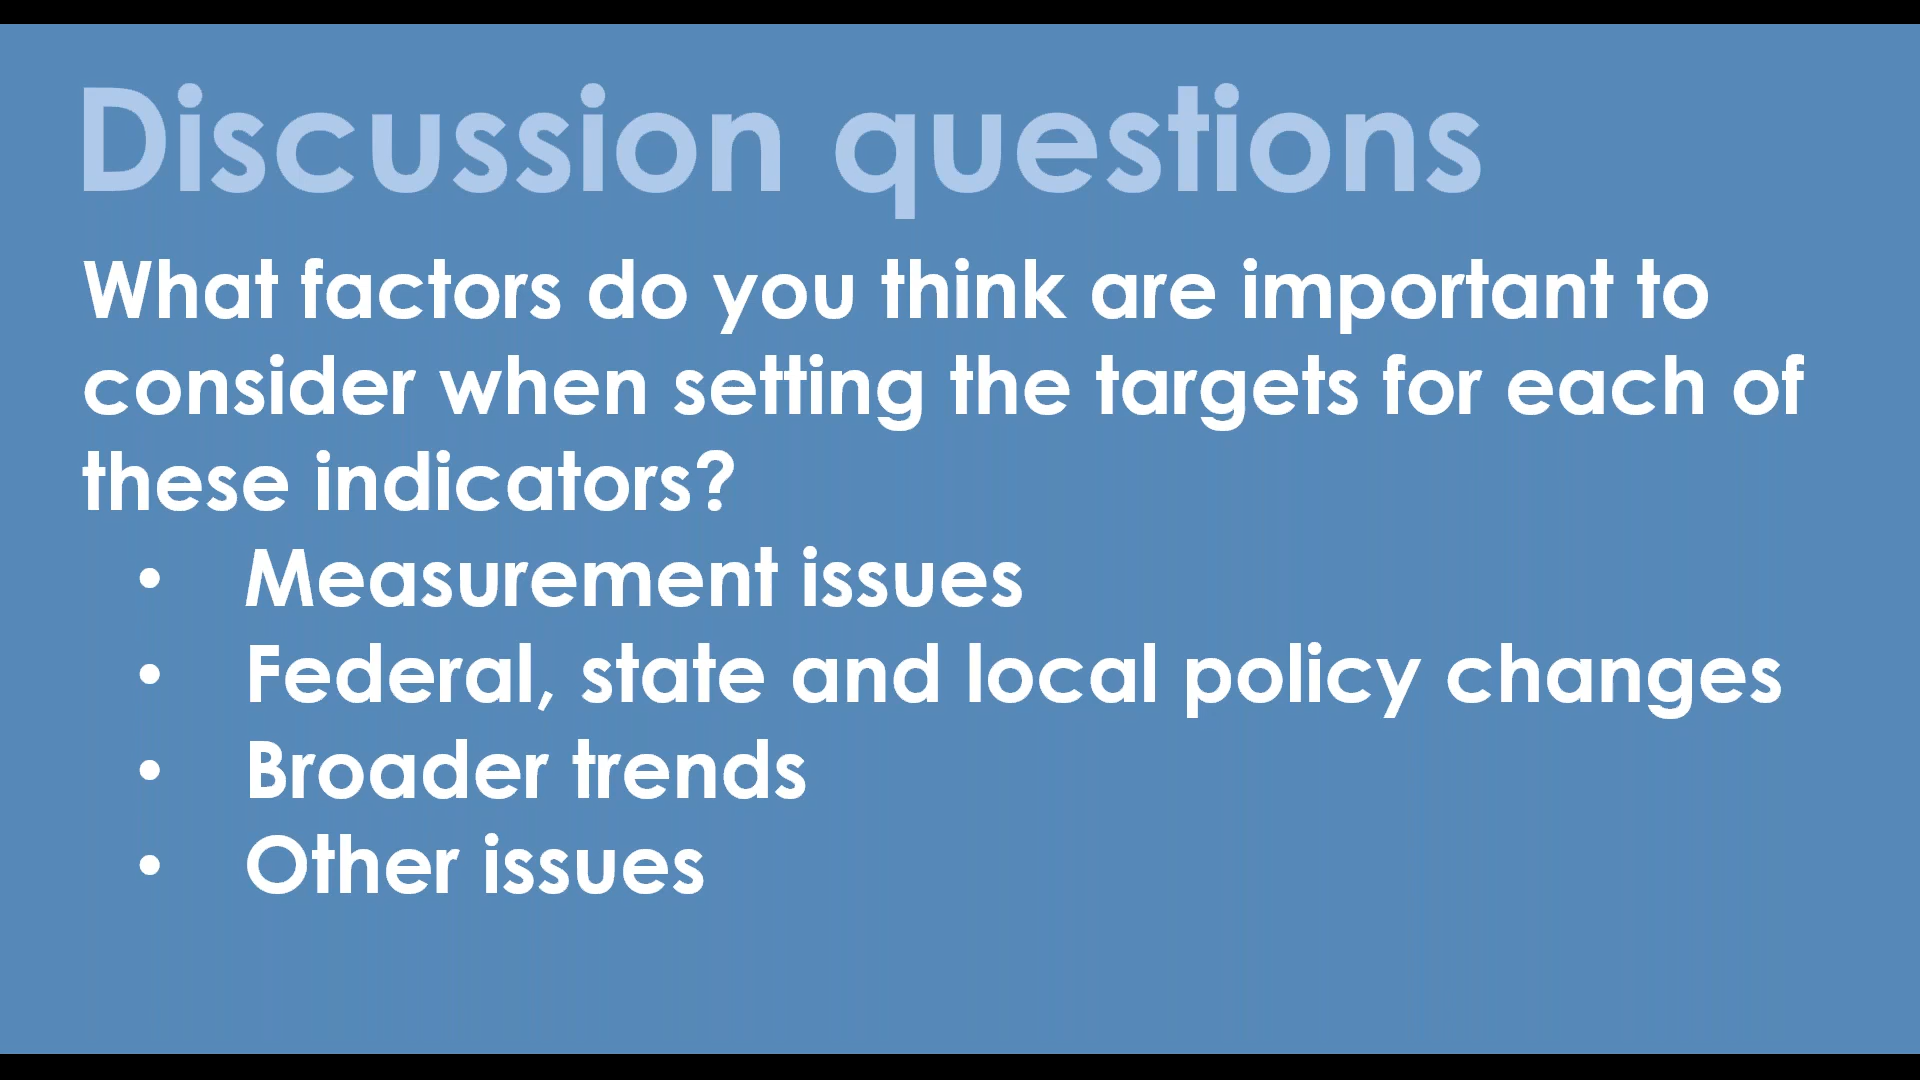 Discussion questions
What factors do you think are important to
consider when setting the targets for each of
these indicators?
• Measurement issues
• Federal, state and local policy changes
• Broader trends
• Other issues